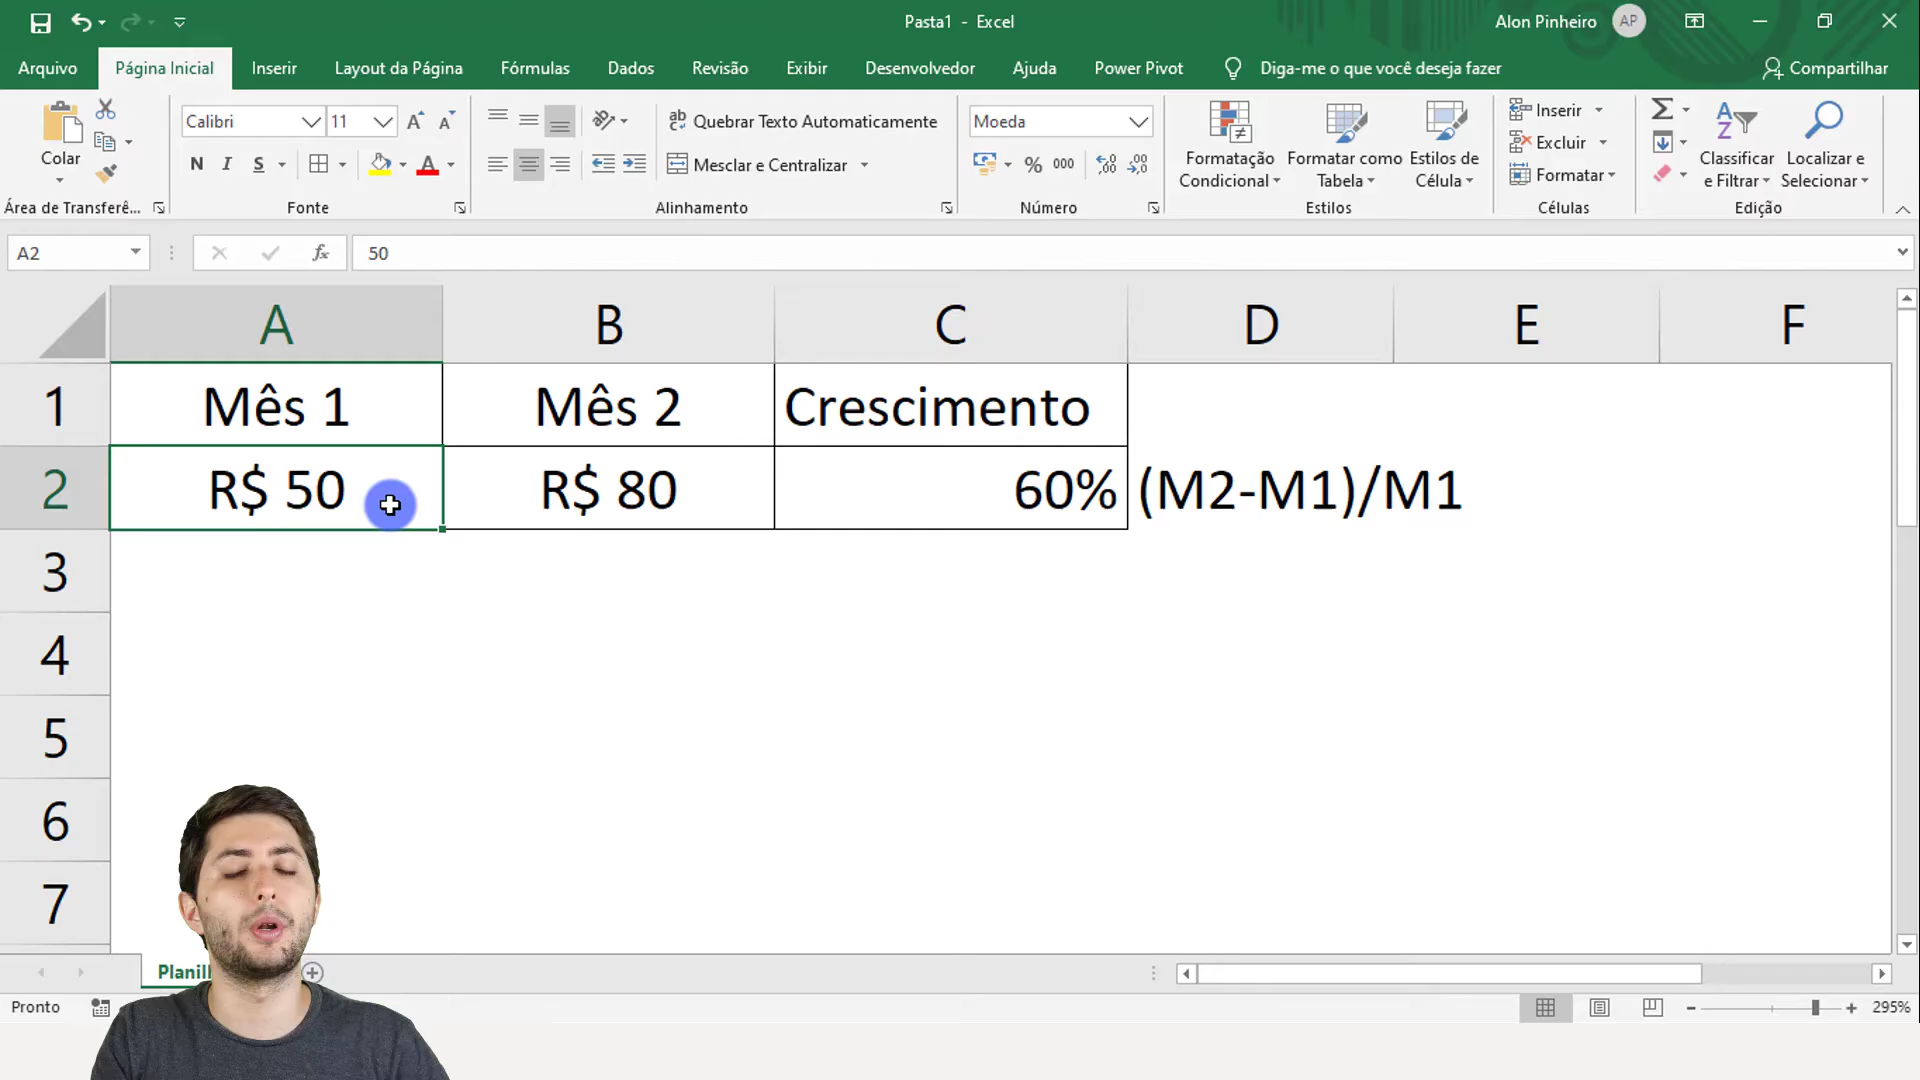 Pasta1 - Excel
Alon Pinheiro
AP
Arquivo
Página Inicial
Inserir
Layout da Página
Fórmulas
Dados
Revisão
Exibir
Desenvolvedor
Ajuda
Power Pivot
Diga-me o que você deseja fazer
Compartilhar
Colar
Calibri
11
N I S
Quebrar Texto Automaticamente
Mesclar e Centralizar
Moeda
% 000
Formatação Condicional
Formatar como Tabela
Estilos de Célula
Inserir
Excluir
Formatar
Classificar e Filtrar
Localizar e Selecionar
Área de Transferê...
Fonte
Alinhamento
Número
Estilos
Células
Edição
A2
fx
50
A B C D E F
1 Mês 1 Mês 2 Crescimento
2 R$ 50 R$ 80 60% (M2-M1)/M1
3
4
5
6
7
Planil
Pronto
295%